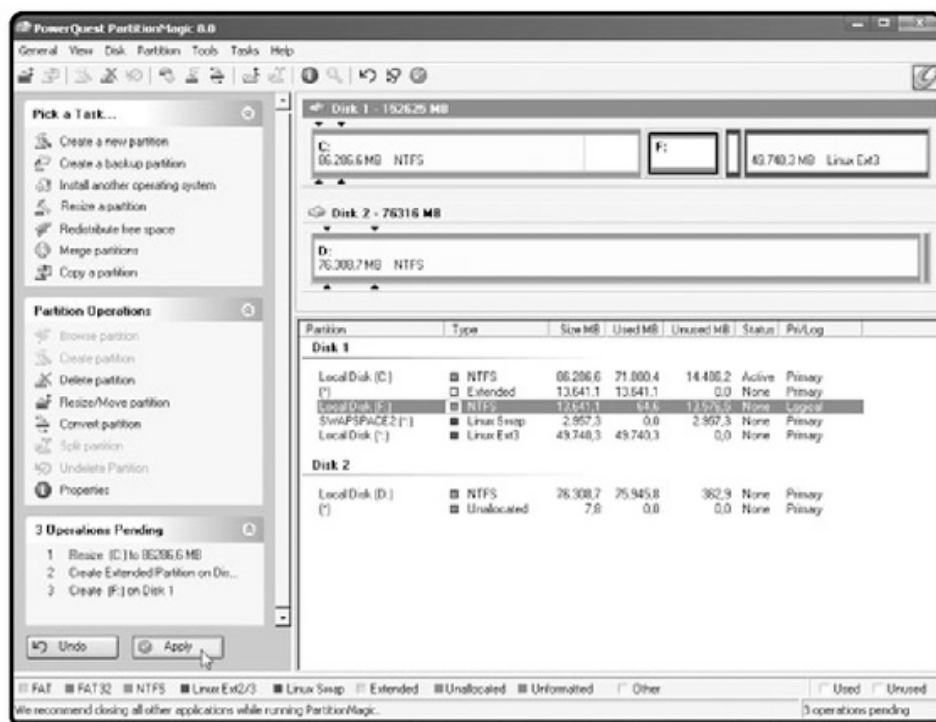 PowerQuest PartitionMagic 8.0
General View Disk Partition Tools Tasks Help
Pick a Task...
Create a new partition
Create a backup partition
Install another operating system
Resize a partition
Redistribute free space
Merge partitions
Copy a partition
Partition Operations
Browse partition
Create partition
Delete partition
Resize/Move partition
Convert partition
Split partition
Undelete Partition
Properties
3 Operations Pending
1 Resize (C:) to 86286,6 MB
2 Create Extended Partition on Dis...
3 Create (F:) on Disk 1
Undo Apply
Disk 1 - 152625 MB
C:
86.286,6 MB NTFS
F:
49.740,3 MB Linux Ext3
Disk 2 - 76316 MB
D:
76.308,7 MB NTFS
Partition Type Size MB Used MB Unused MB Status Pri/Log
Disk 1
Local Disk (C:) NTFS 86.286,6 71.800,4 14.486,2 Active Primary
(*) Extended 13.641,1 13.641,1 0,0 None Primary
Local Disk (F:) NTFS 13.641,1 64,6 13.576,5 None Logical
SWAPSPACE2 (*:) Linux Swap 2.957,3 0,0 2.957,3 None Primary
Local Disk (*:) Linux Ext3 49.740,3 49.740,3 0,0 None Primary
Disk 2
Local Disk (D:) NTFS 76.308,7 75.945,8 362,9 None Primary
(*) Unallocated 7,8 0,0 0,0 None Primary
FAT FAT32 NTFS Linux Ext2/3 Linux Swap Extended Unallocated Unformatted Other Used Unused
We recommend closing all other applications while running PartitionMagic. 3 operations pending